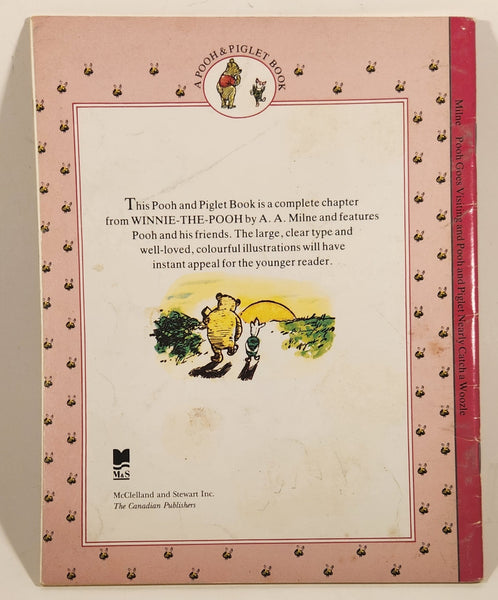 A POOH & PIGLET BOOK
This Pooh and Piglet Book is a complete chapter
from WINNIE-THE-POOH by A. A. Milne and features
Pooh and his friends. The large, clear type and
well-loved, colourful illustrations will have
instant appeal for the younger reader.
M&S
McClelland and Stewart Inc.
The Canadian Publishers
Milne Pooh Goes Visiting and Pooh and Piglet Nearly Catch a Woozle